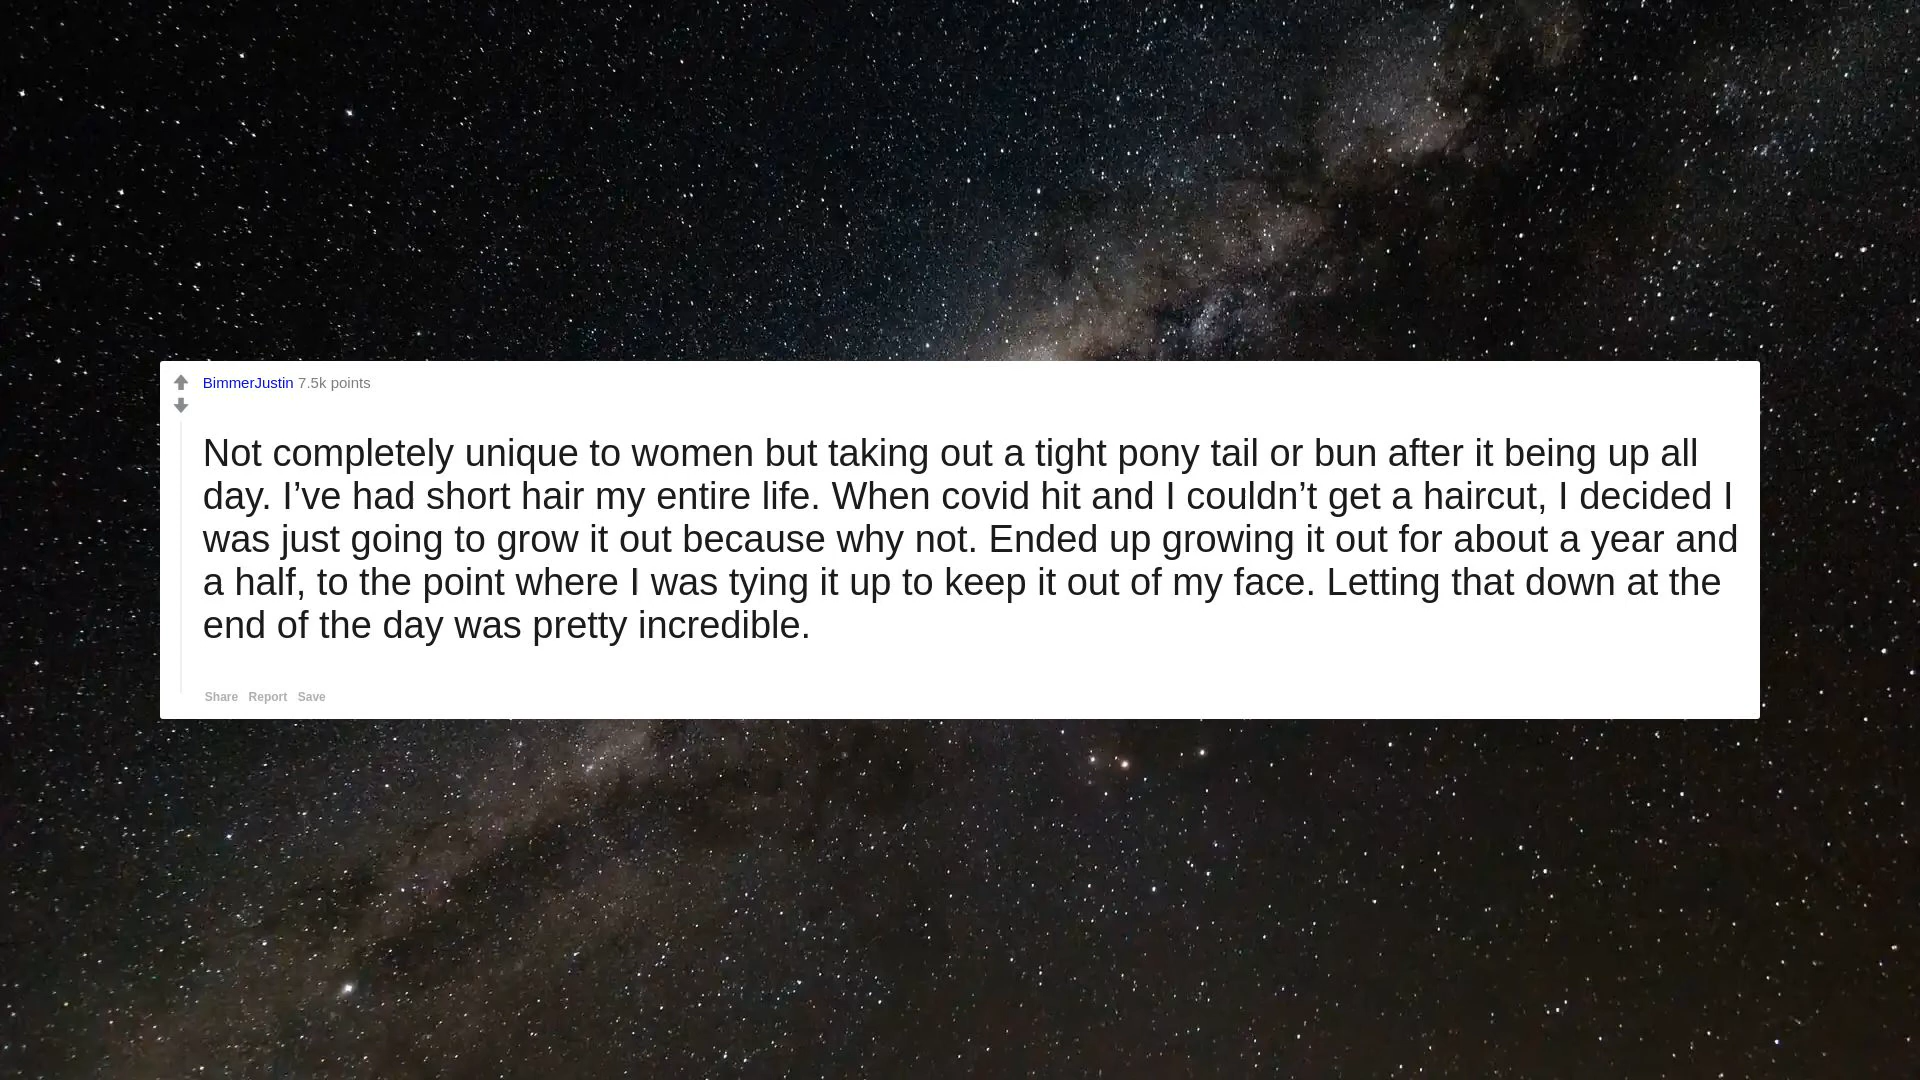 BimmerJustin 7.5k points
Not completely unique to women but taking out a tight pony tail or bun after it being up all
day. I’ve had short hair my entire life. When covid hit and I couldn’t get a haircut, I decided I
was just going to grow it out because why not. Ended up growing it out for about a year and
a half, to the point where I was tying it up to keep it out of my face. Letting that down at the
end of the day was pretty incredible.
Share Report Save